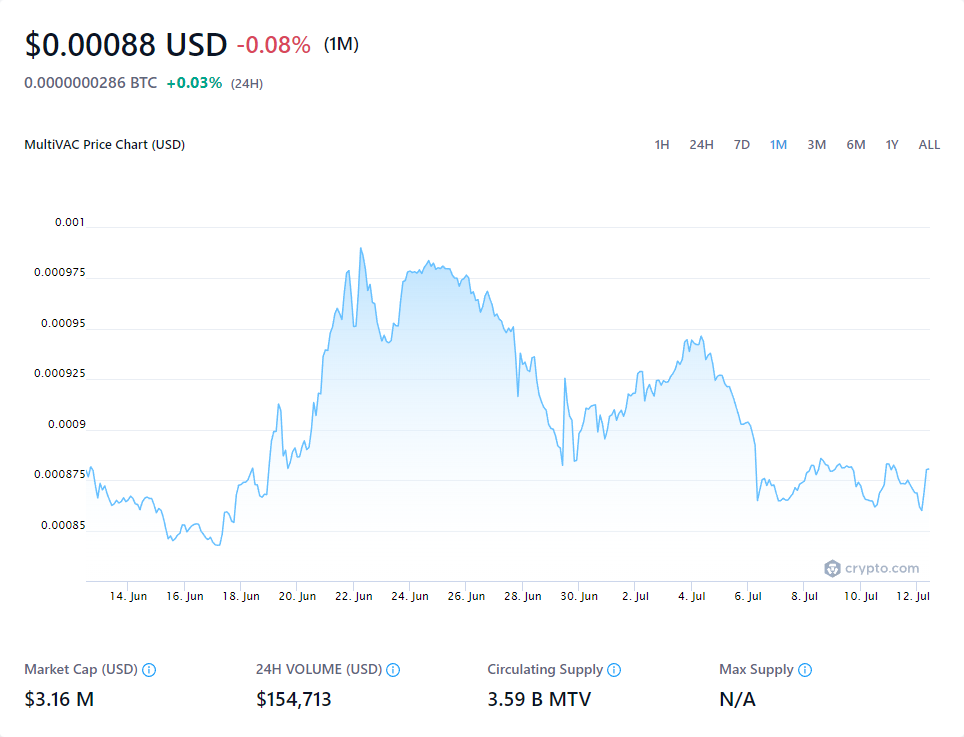 $0.00088 USD -0.08% (1M)
0.0000000286 BTC +0.03% (24H)
MultiVAC Price Chart (USD) 1H 24H 7D 1M 3M 6M 1Y ALL
0.001
0.000975
0.00095
0.000925
0.0009
0.000875
0.00085
crypto.com
14. Jun 16. Jun 18. Jun 20. Jun 22. Jun 24. Jun 26. Jun 28. Jun 30. Jun 2. Jul 4. Jul 6. Jul 8. Jul 10. Jul 12. Jul
Market Cap (USD) 24H VOLUME (USD) Circulating Supply Max Supply
$3.16 M $154,713 3.59 B MTV N/A